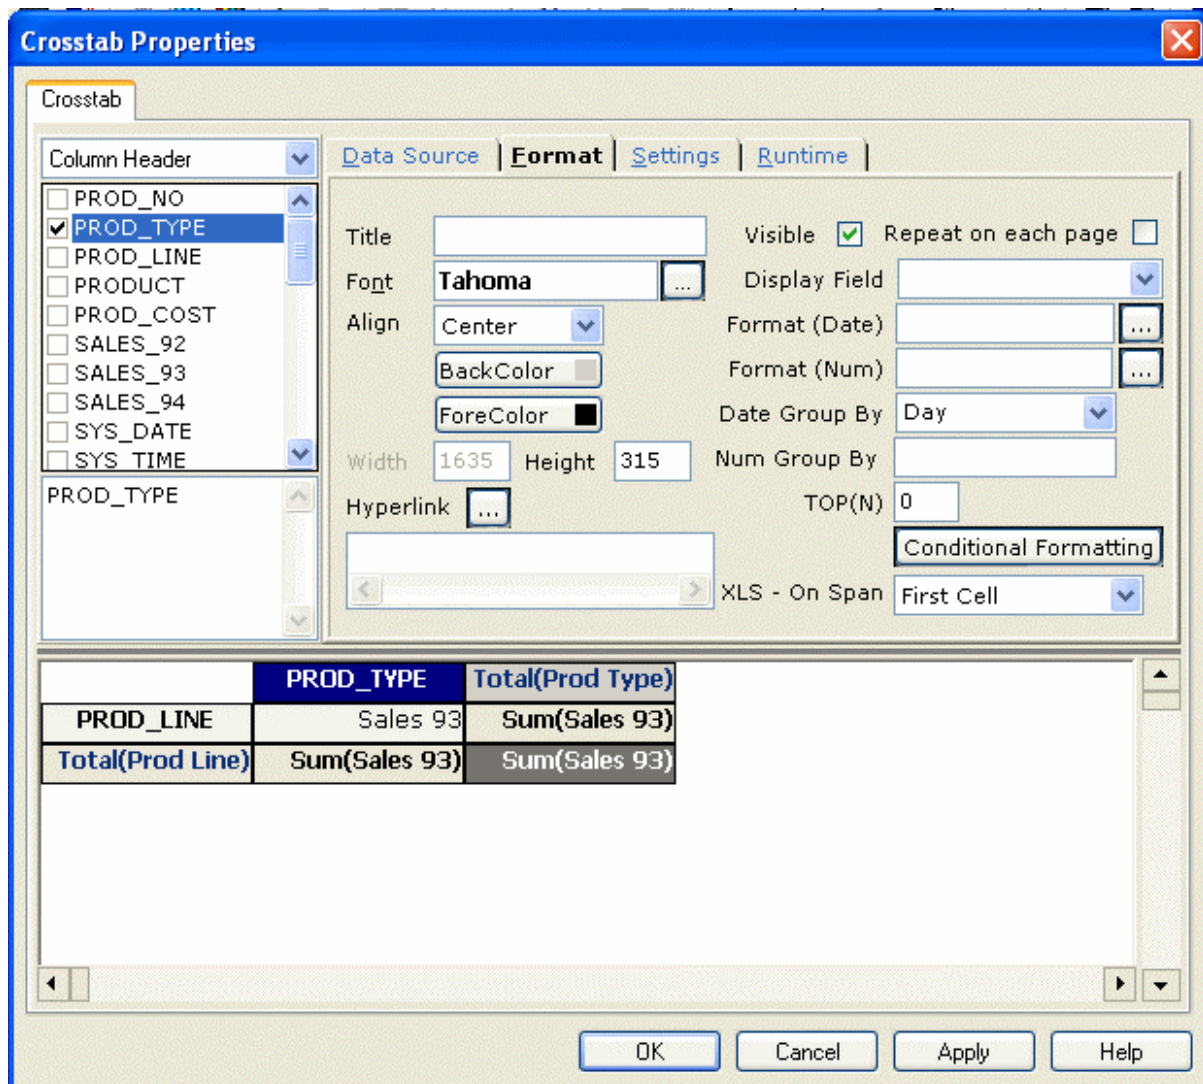 Crosstab Properties
Crosstab
Column Header
PROD_NO
PROD_TYPE
PROD_LINE
PRODUCT
PROD_COST
SALES_92
SALES_93
SALES_94
SYS_DATE
SYS_TIME
PROD_TYPE
Data Source Format Settings Runtime
Title Visible Repeat on each page
Font Tahoma ... Display Field
Align Center Format (Date) ...
BackColor Format (Num) ...
ForeColor Date Group By Day
Width 1635 Height 315 Num Group By
Hyperlink ... TOP(N) 0
Conditional Formatting
XLS - On Span First Cell
PROD_TYPE Total(Prod Type)
PROD_LINE Sales 93 Sum(Sales 93)
Total(Prod Line) Sum(Sales 93) Sum(Sales 93)
OK Cancel Apply Help